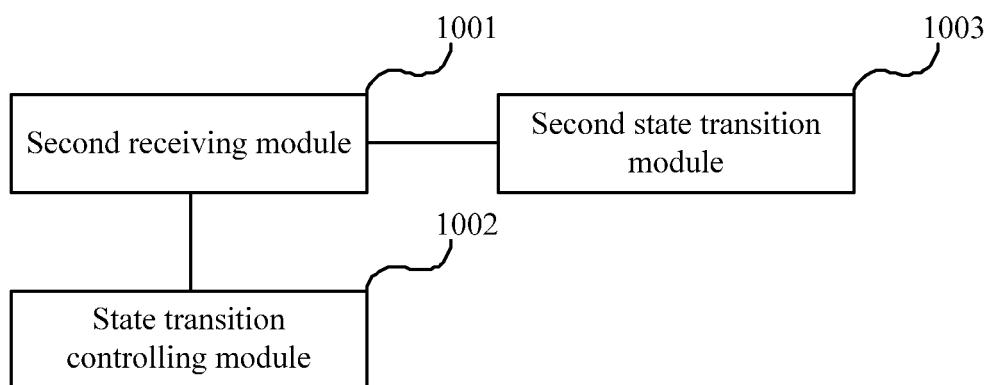 1001
1003
Second receiving module
Second state transition
module
1002
State transition
controlling module